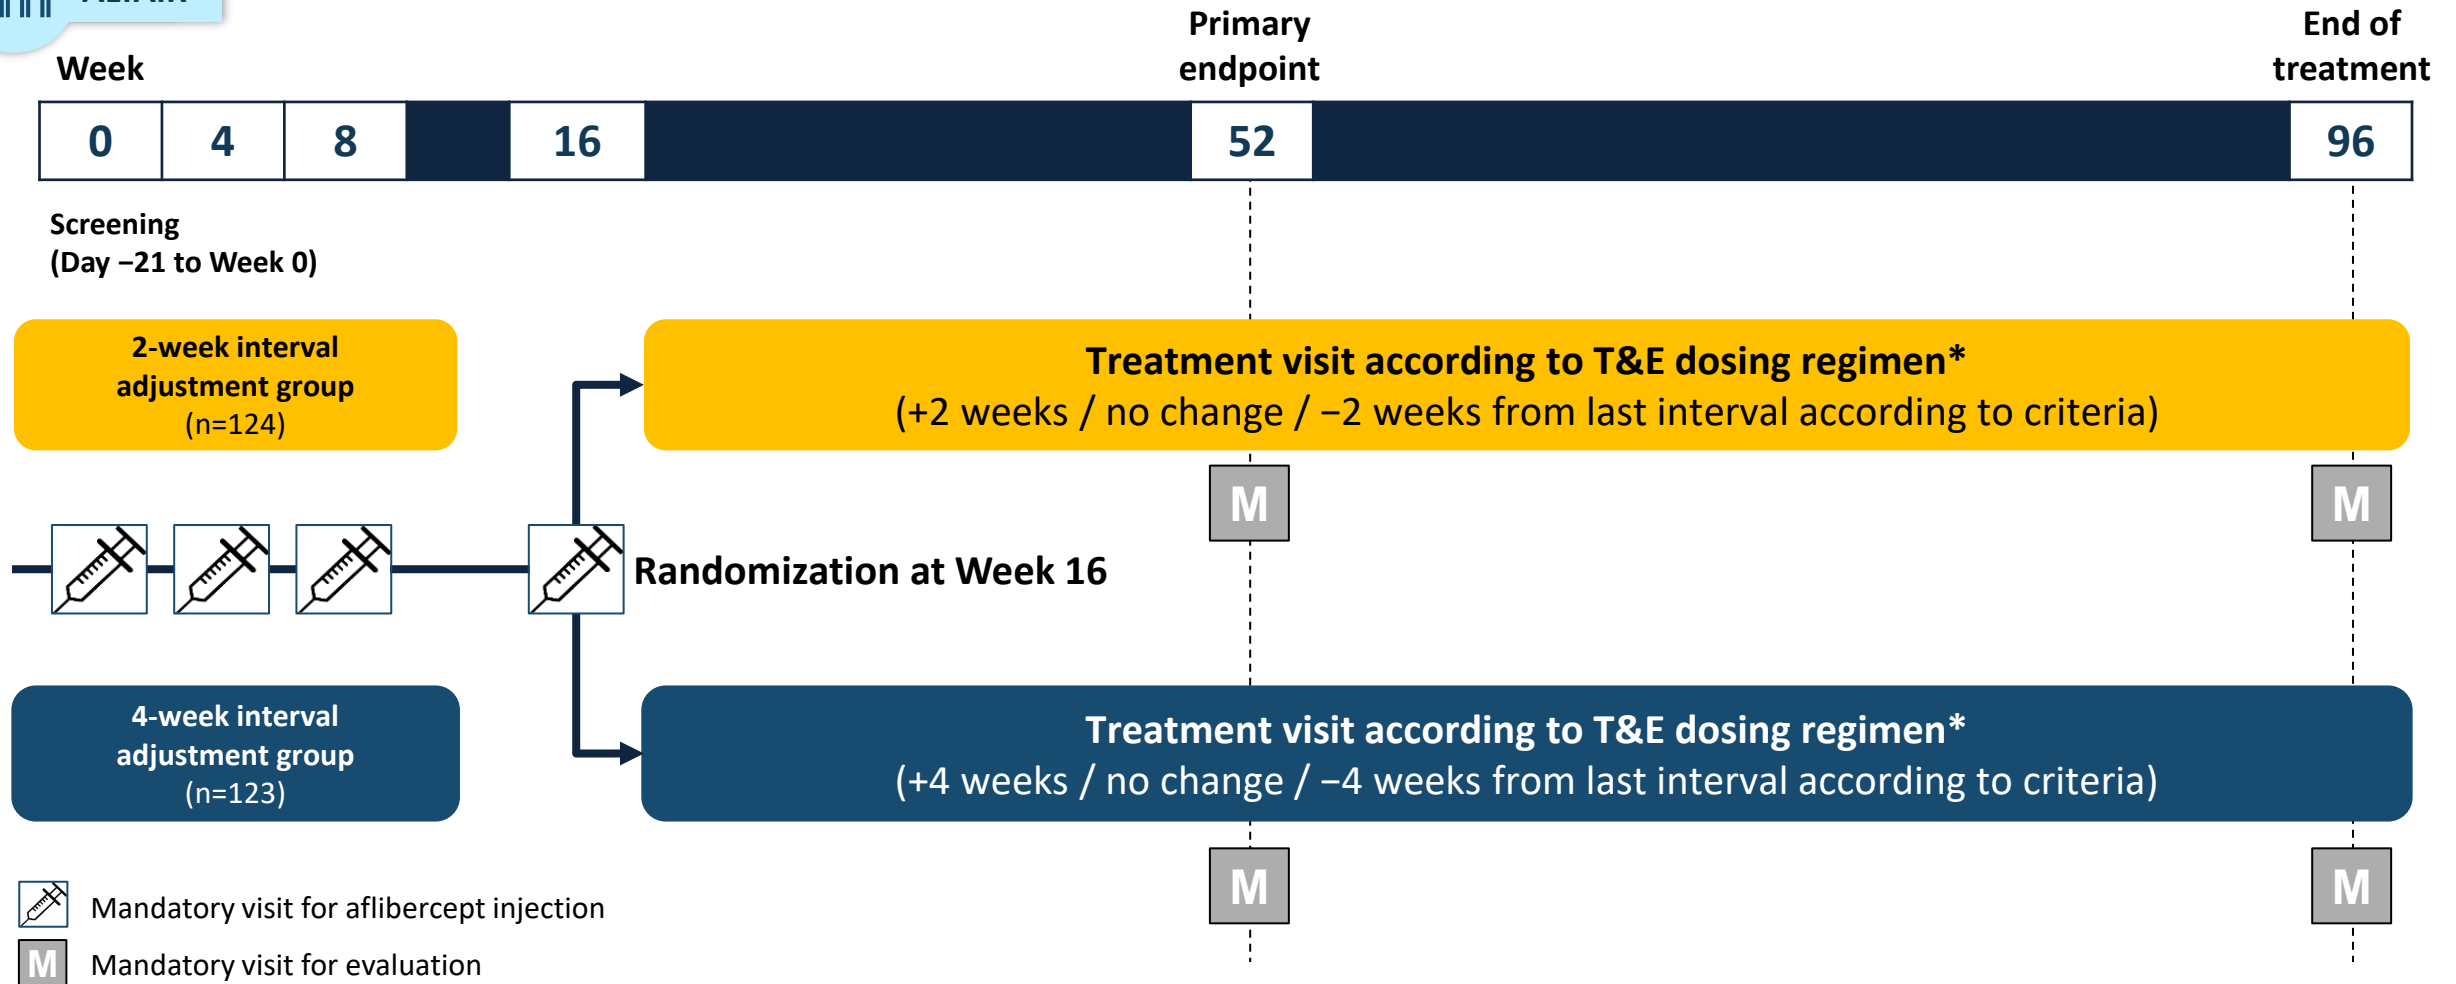 Week
Primary
endpoint
End of
treatment
0 4 8 16 52 96
Screening
(Day −21 to Week 0)
2-week interval
adjustment group
(n=124)
Treatment visit according to T&E dosing regimen*
(+2 weeks / no change / −2 weeks from last interval according to criteria)
M M
Randomization at Week 16
4-week interval
adjustment group
(n=123)
Treatment visit according to T&E dosing regimen*
(+4 weeks / no change / −4 weeks from last interval according to criteria)
M M
Mandatory visit for aflibercept injection
M Mandatory visit for evaluation